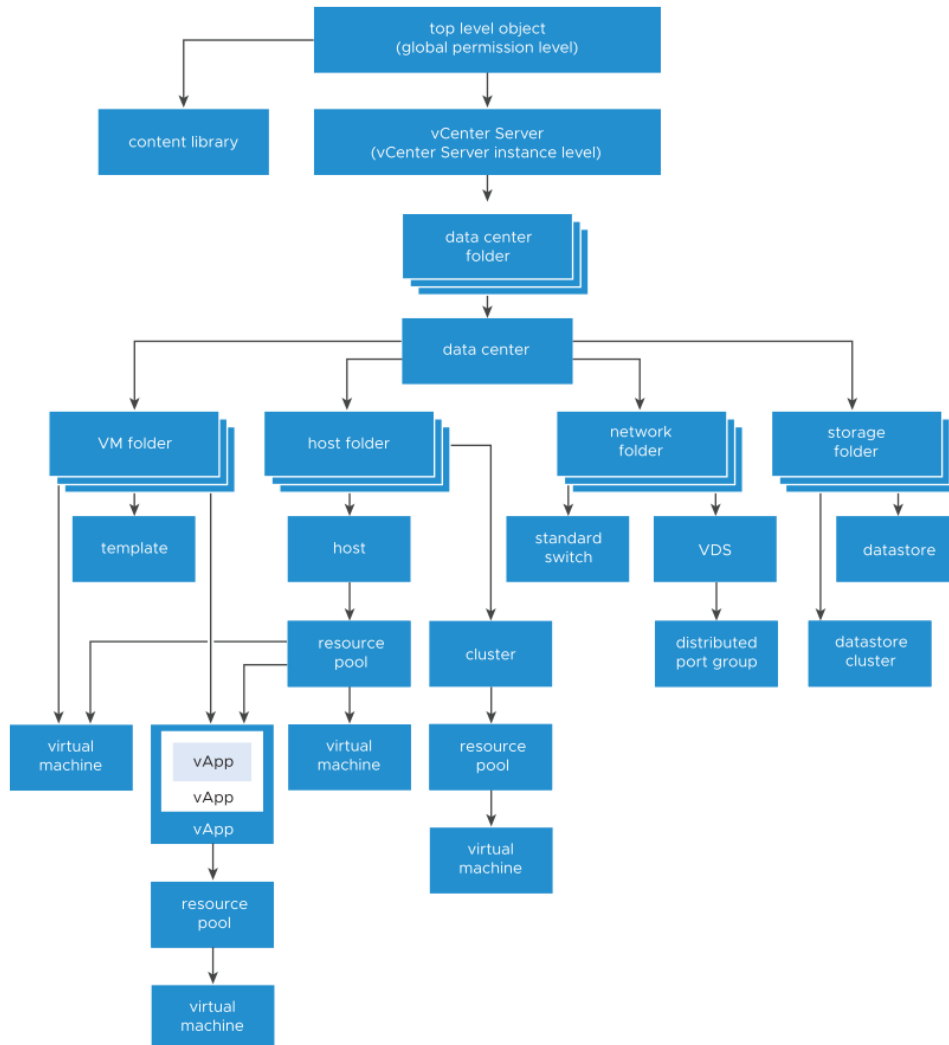 top level object
(global permission level)
content library
vCenter Server
(vCenter Server instance level)
data center
folder
data center
VM folder
host folder
network
folder
storage
folder
template
host
standard
switch
VDS
datastore
resource
pool
cluster
distributed
port group
datastore
cluster
virtual
machine
vApp
vApp
vApp
virtual
machine
resource
pool
virtual
machine
resource
pool
virtual
machine